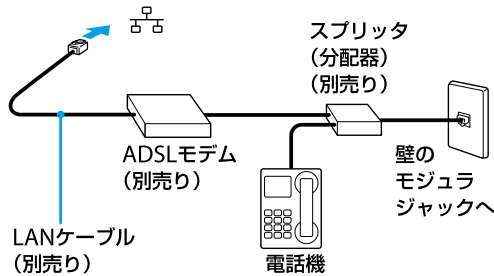 スプリッタ
（分配器）
（別売り）
ADSLモデム
（別売り）
壁の
モジュラ
ジャックへ
LANケーブル
（別売り）
電話機